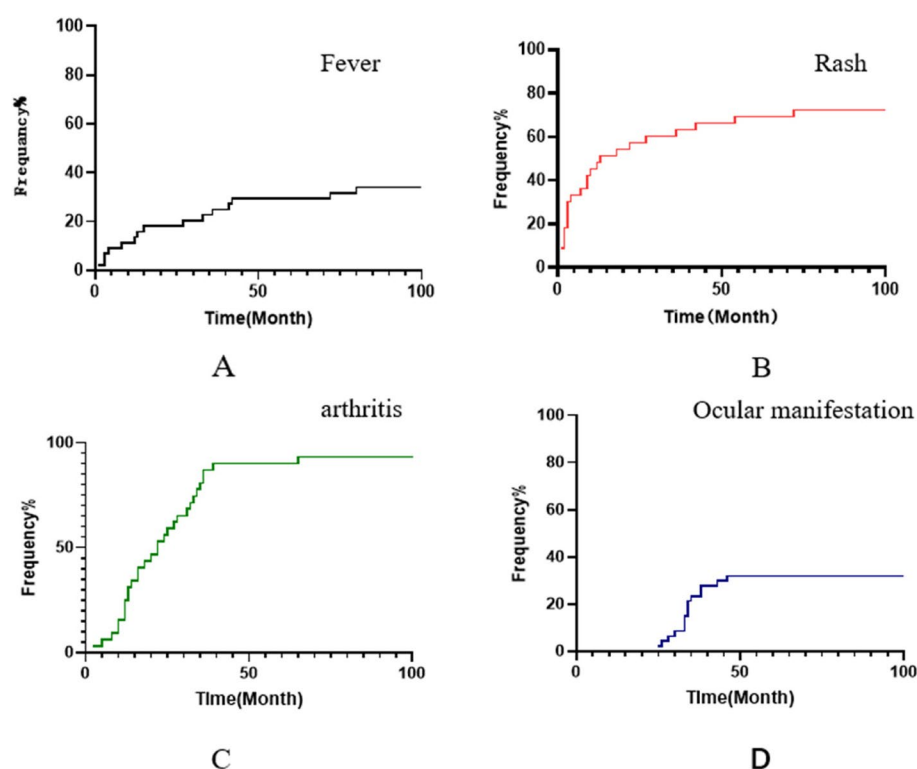 Fever
Frequancy%
100
80
60
40
20
0
0 50 100
Time(Month)
A
Rash
Frequency%
100
80
60
40
20
0
0 50 100
Time(Month)
B
arthritis
Frequency%
100
50
0
0 50 100
TIme(Month)
C
Ocular manifestation
Frequency%
100
80
60
40
20
0
0 50 100
TIme(Month)
D